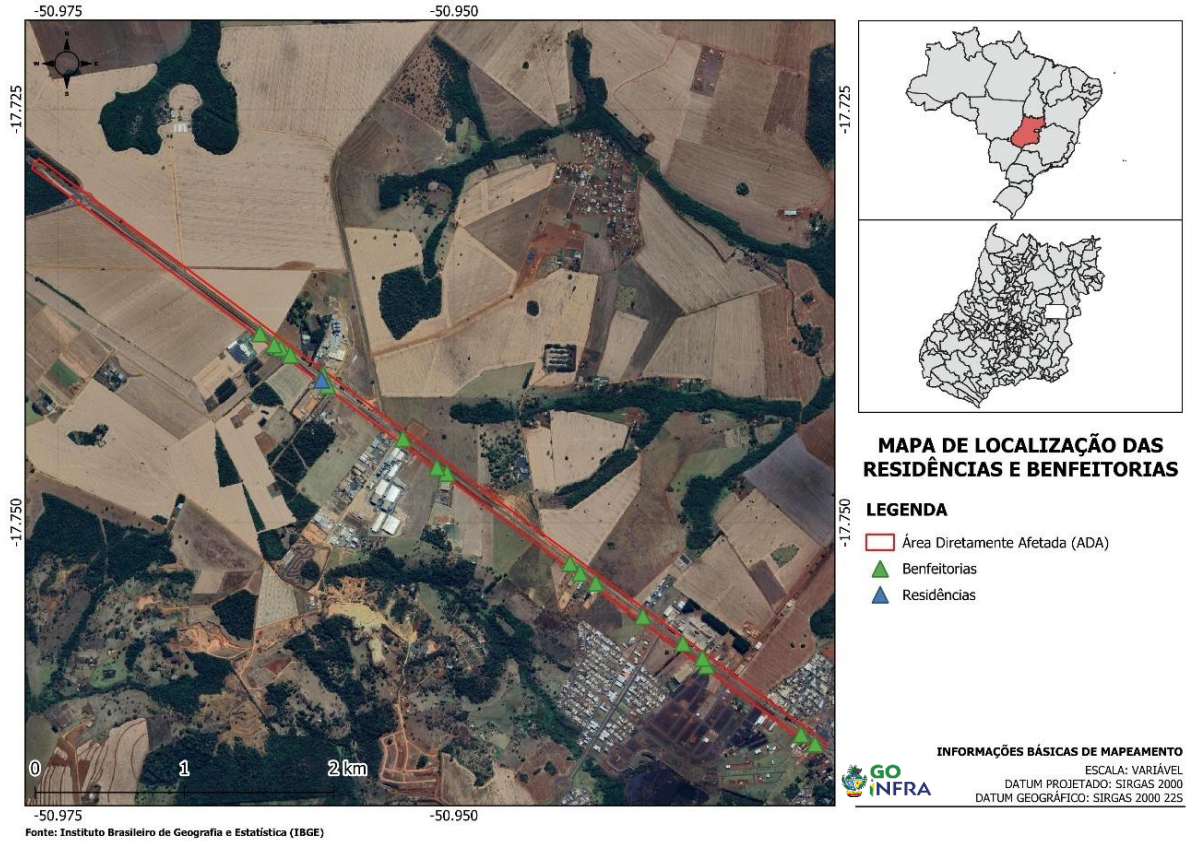 -50.975
-50.950
-17.725
-17.725
N
W
E
S
-17.750
-17.750
0
1
2 km
-50.975
-50.950
Fonte: Instituto Brasileiro de Geografia e Estatística (IBGE)
MAPA DE LOCALIZAÇÃO DAS
RESIDÊNCIAS E BENFEITORIAS
LEGENDA
Área Diretamente Afetada (ADA)
Benfeitorias
Residências
INFORMAÇÕES BÁSICAS DE MAPEAMENTO
ESCALA: VARIÁVEL
DATUM PROJETADO: SIRGAS 2000
DATUM GEOGRÁFICO: SIRGAS 2000 22S
GO
INFRA